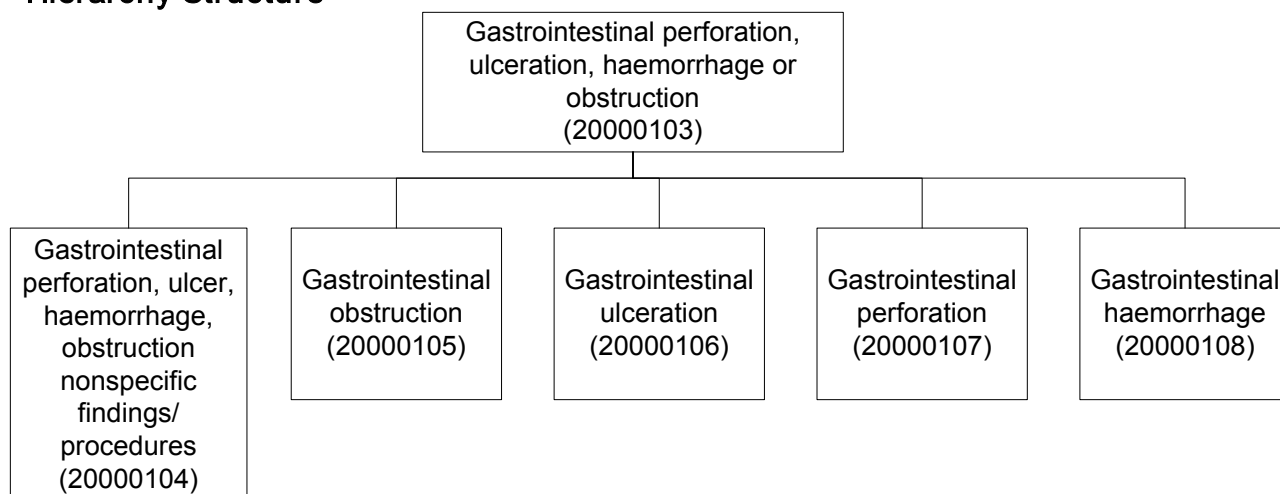 Hierarchy Structure
Gastrointestinal perforation,
ulceration, haemorrhage or
obstruction
(20000103)
Gastrointestinal
perforation, ulcer,
haemorrhage,
obstruction
nonspecific
findings/
procedures
(20000104)
Gastrointestinal
obstruction
(20000105)
Gastrointestinal
ulceration
(20000106)
Gastrointestinal
perforation
(20000107)
Gastrointestinal
haemorrhage
(20000108)